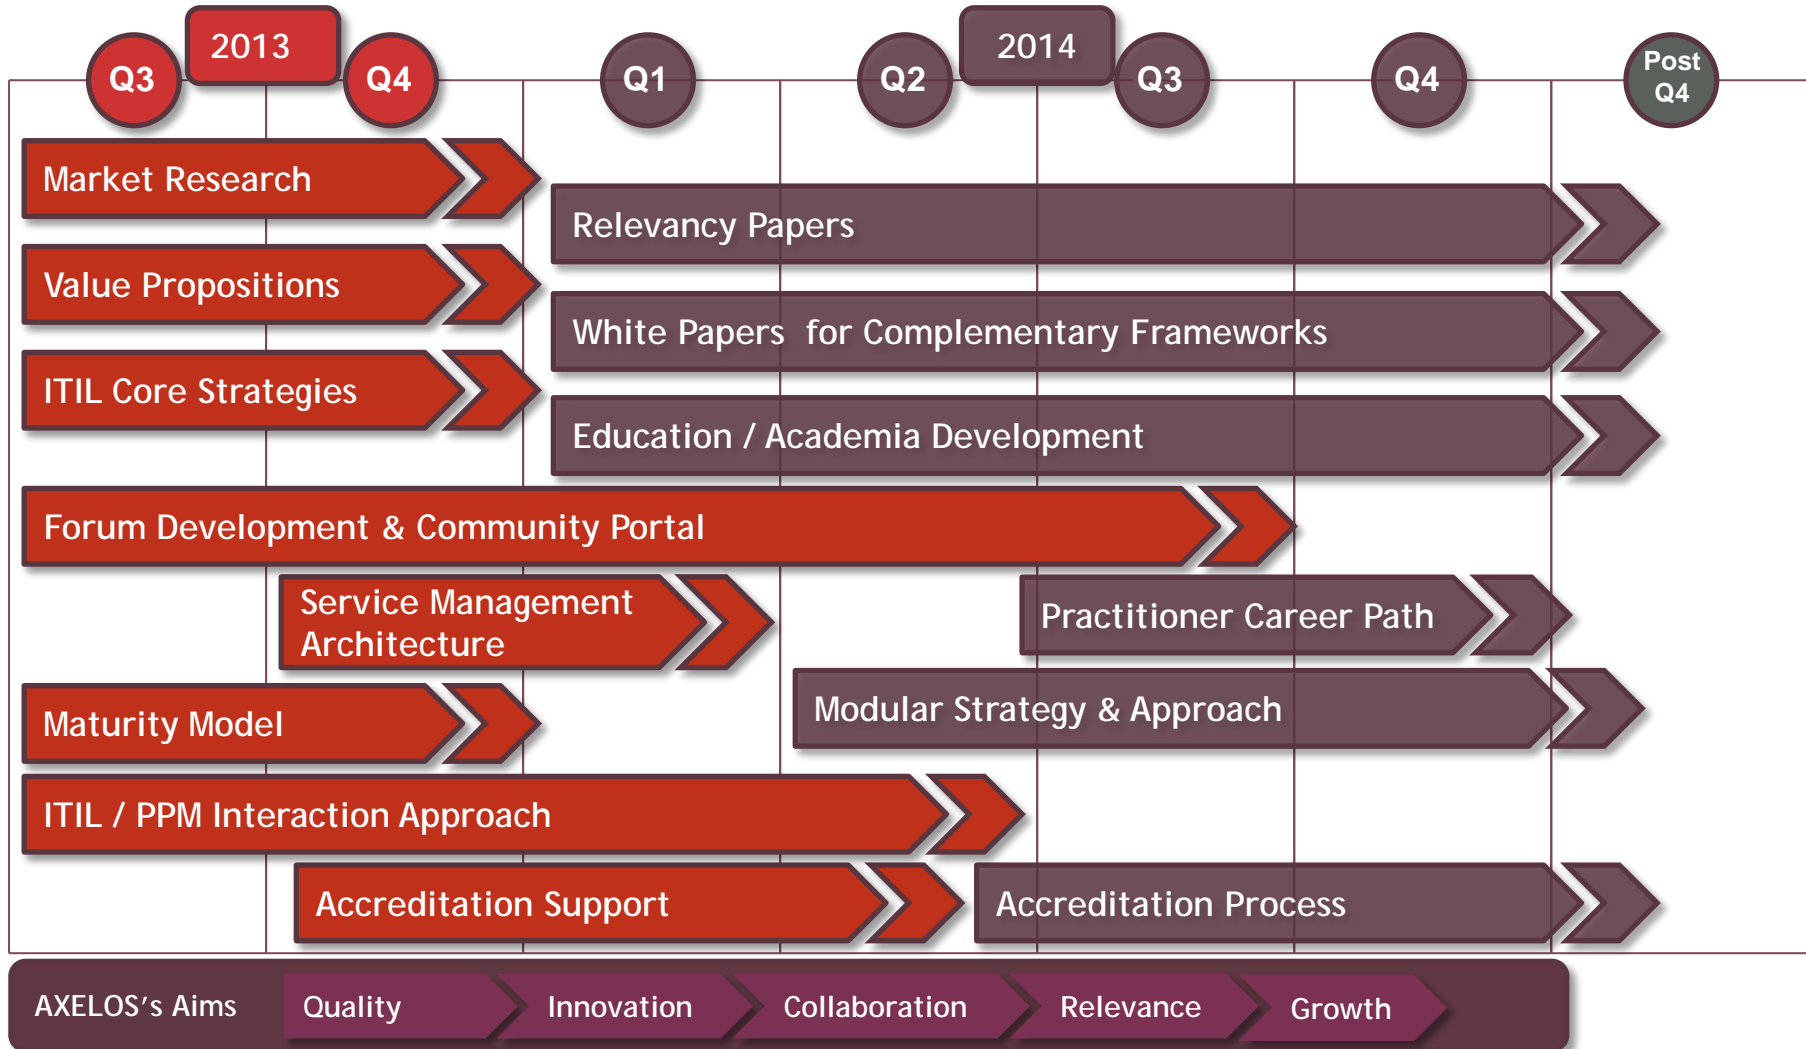 2013
2014
Q3
Q4
Q1
Q2
Q3
Q4
Post
Q4
Market Research
Relevancy Papers
Value Propositions
White Papers for Complementary Frameworks
ITIL Core Strategies
Education / Academia Development
Forum Development & Community Portal
Service Management
Architecture
Practitioner Career Path
Maturity Model
Modular Strategy & Approach
ITIL / PPM Interaction Approach
Accreditation Support
Accreditation Process
AXELOS's Aims
Quality
Innovation
Collaboration
Relevance
Growth